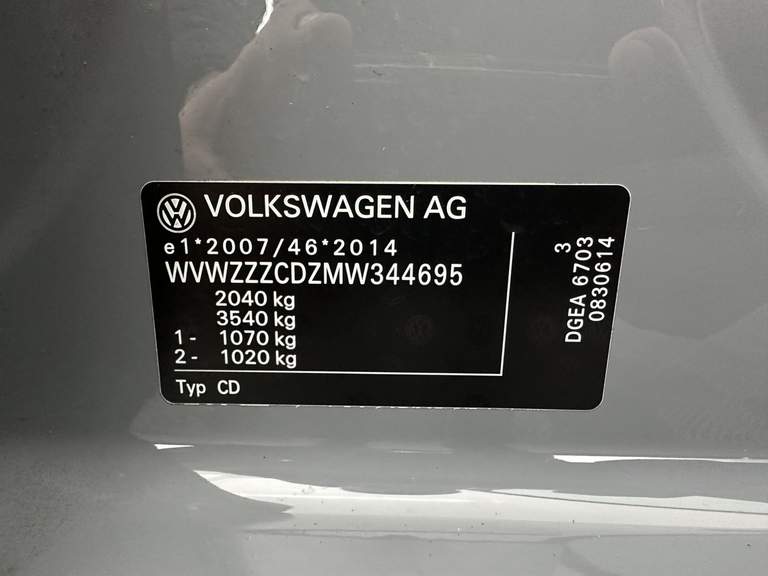 VOLKSWAGEN AG
e1*2007/46*2014
WVWZZZCDZMW344695
2040 kg
3540 kg
1- 1070 kg
2- 1020 kg
Typ CD
3
DGEA 6703
0830614